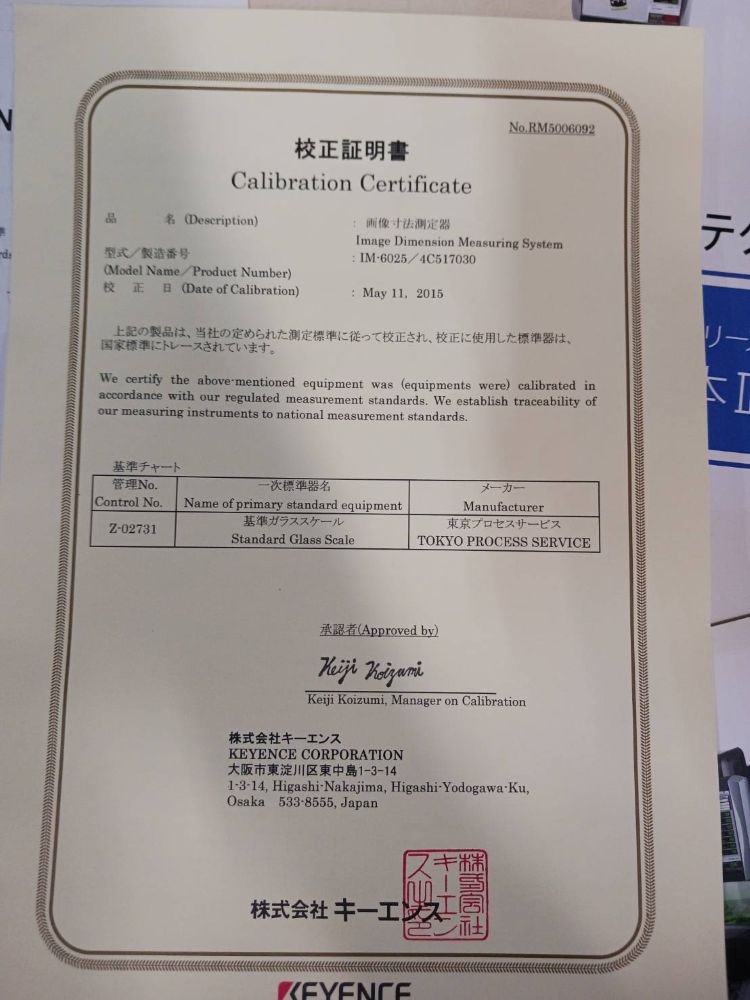 No.RM5006092
校正証明書
Calibration Certificate
品 名 (Description) : 画像寸法測定器
Image Dimension Measuring System
型式／製造番号 : IM-6025／4C517030
(Model Name／Product Number)
校 正 日 (Date of Calibration) : May 11, 2015
上記の製品は、当社の定められた測定標準に従って校正され、校正に使用した標準器は、
国家標準にトレースされています。
We certify the above-mentioned equipment was (equipments were) calibrated in
accordance with our regulated measurement standards. We establish traceability of
our measuring instruments to national measurement standards.
基準チャート
管理No. 一次標準器名 メーカー
Control No. Name of primary standard equipment Manufacturer
Z-02731 基準ガラススケール 東京プロセスサービス
Standard Glass Scale TOKYO PROCESS SERVICE
承認者(Approved by)
Keiji Koizumi
Keiji Koizumi, Manager on Calibration
株式会社キーエンス
KEYENCE CORPORATION
大阪市東淀川区東中島1-3-14
1-3-14, Higashi-Nakajima, Higashi-Yodogawa-Ku,
Osaka 533-8555, Japan
株式会社 キーエンス
KEYENCE